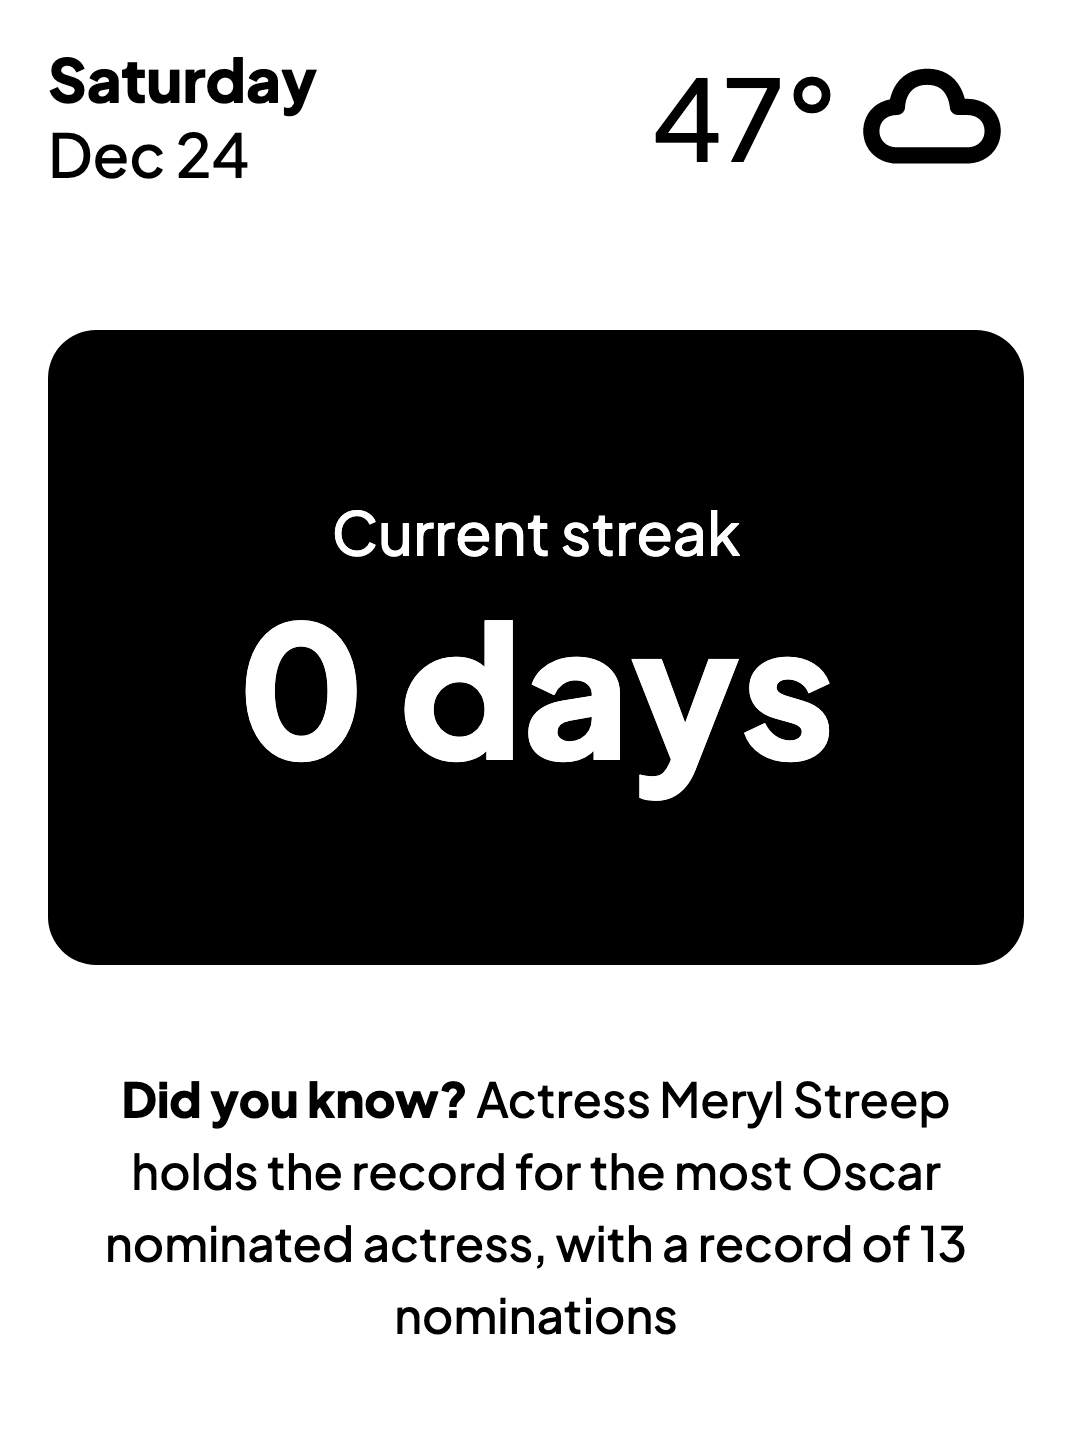 Saturday
Dec 24
47°
Current streak
0 days
Did you know? Actress Meryl Streep
holds the record for the most Oscar
nominated actress, with a record of 13
nominations